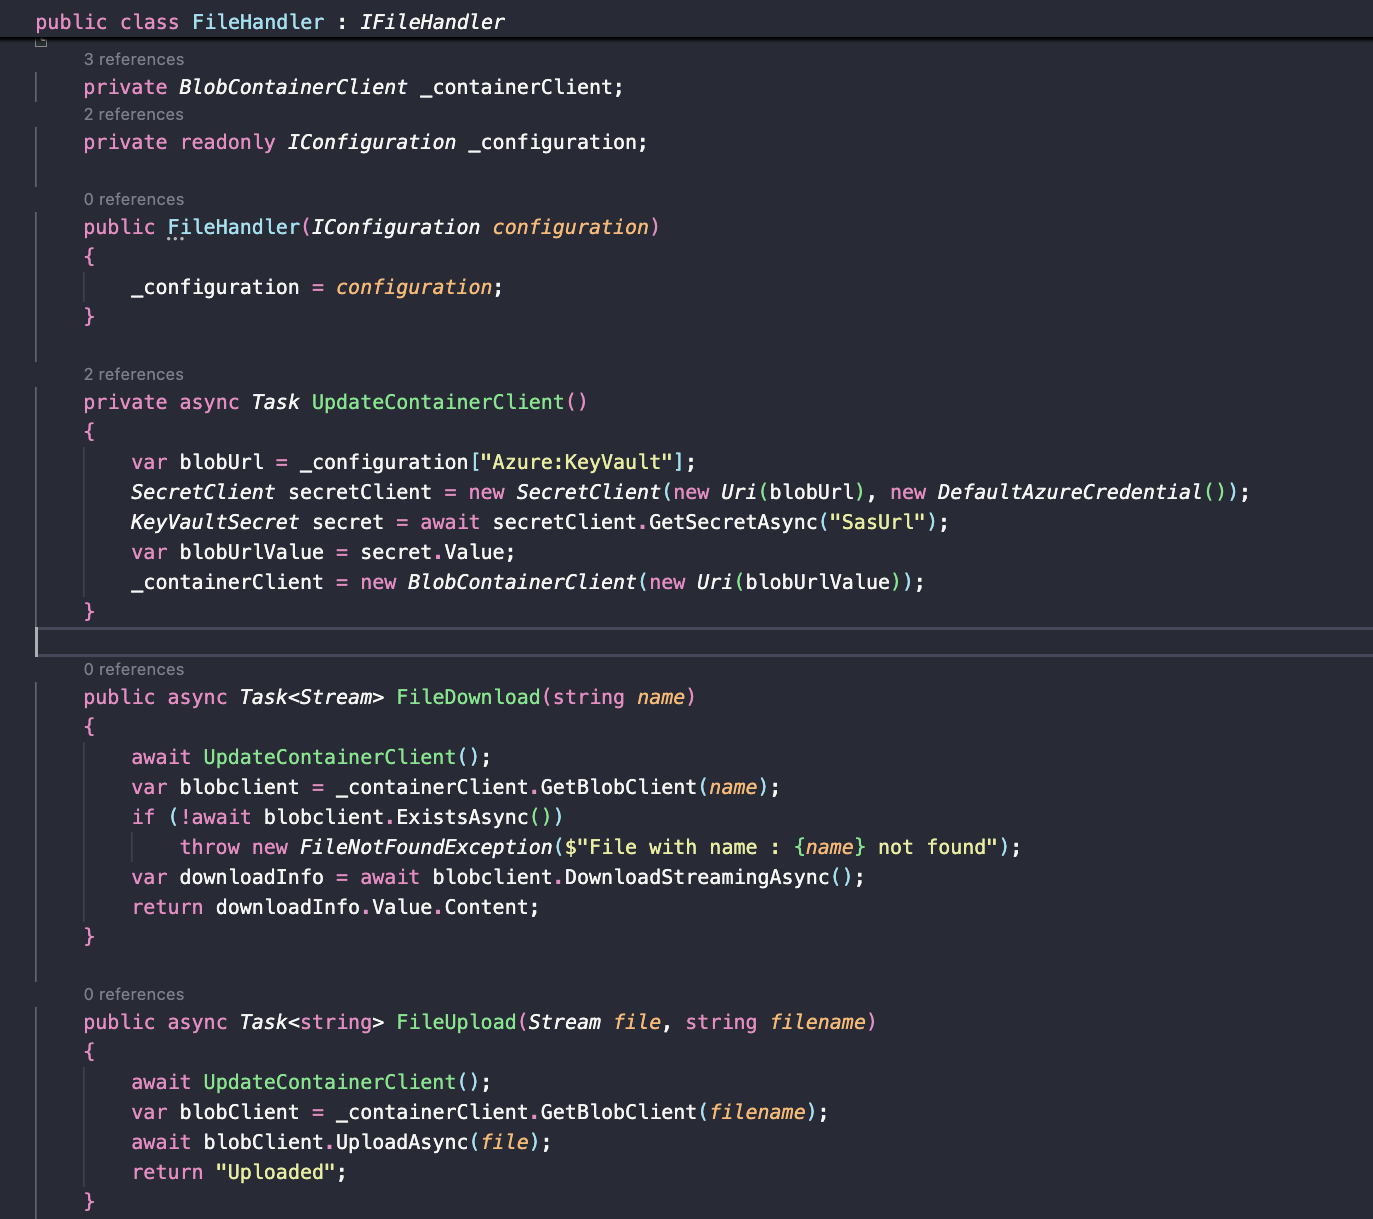 public class FileHandler : IFileHandler
3 references
private BlobContainerClient _containerClient;
2 references
private readonly IConfiguration _configuration;
0 references
public FileHandler(IConfiguration configuration)
{
_configuration = configuration;
}
2 references
private async Task UpdateContainerClient()
{
var blobUrl = _configuration["Azure:KeyVault"];
SecretClient secretClient = new SecretClient(new Uri(blobUrl), new DefaultAzureCredential());
KeyVaultSecret secret = await secretClient.GetSecretAsync("SasUrl");
var blobUrlValue = secret.Value;
_containerClient = new BlobContainerClient(new Uri(blobUrlValue));
}
0 references
public async Task<Stream> FileDownload(string name)
{
await UpdateContainerClient();
var blobclient = _containerClient.GetBlobClient(name);
if (!await blobclient.ExistsAsync())
throw new FileNotFoundException($"File with name : {name} not found");
var downloadInfo = await blobclient.DownloadStreamingAsync();
return downloadInfo.Value.Content;
}
0 references
public async Task<string> FileUpload(Stream file, string filename)
{
await UpdateContainerClient();
var blobClient = _containerClient.GetBlobClient(filename);
await blobClient.UploadAsync(file);
return "Uploaded";
}